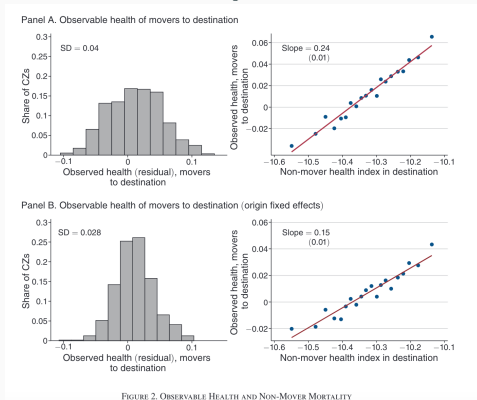 Panel A. Observable health of movers to destination
Share of CZs
0.3
0.25
0.2
0.15
0.1
0.05
0
SD = 0.04
−0.1
0
0.1
Observed health (residual), movers
to destination
Observed health, movers
to destination
0.06
0.04
0.02
0
−0.02
Slope = 0.24
(0.01)
−10.6
−10.5
−10.4
−10.3
−10.2
−10.1
Non-mover health index in destination
Panel B. Observable health of movers to destination (origin fixed effects)
Share of CZs
0.3
0.25
0.2
0.15
0.1
0.05
0
SD = 0.028
−0.1
0
0.1
Observed health (residual), movers
to destination
Observed health, movers
to destination
0.06
0.04
0.02
0
−0.02
Slope = 0.15
(0.01)
−10.6
−10.5
−10.4
−10.3
−10.2
−10.1
Non-mover health index in destination
FIGURE 2. OBSERVABLE HEALTH AND NON-MOVER MORTALITY